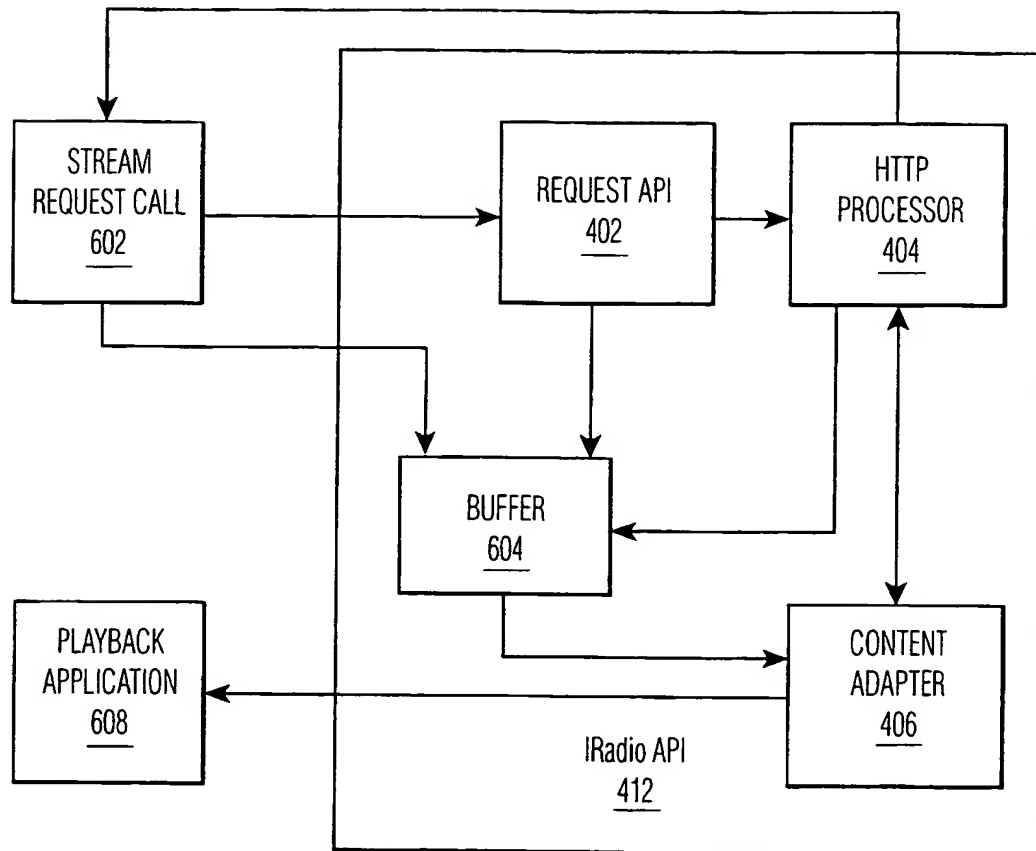 STREAM
REQUEST CALL
602
REQUEST API
402
HTTP
PROCESSOR
404
BUFFER
604
PLAYBACK
APPLICATION
608
CONTENT
ADAPTER
406
IRadio API
412